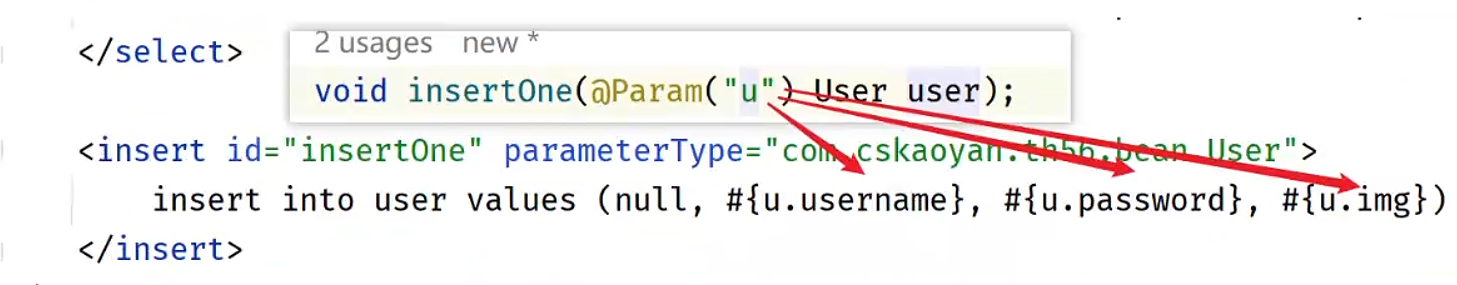 </select>
2 usages new *
void insertOne(@Param("u") User user);
<insert id="insertOne" parameterType="com.cskaoyan.th56.bean.User">
insert into user values (null, #{u.username}, #{u.password}, #{u.img})
</insert>